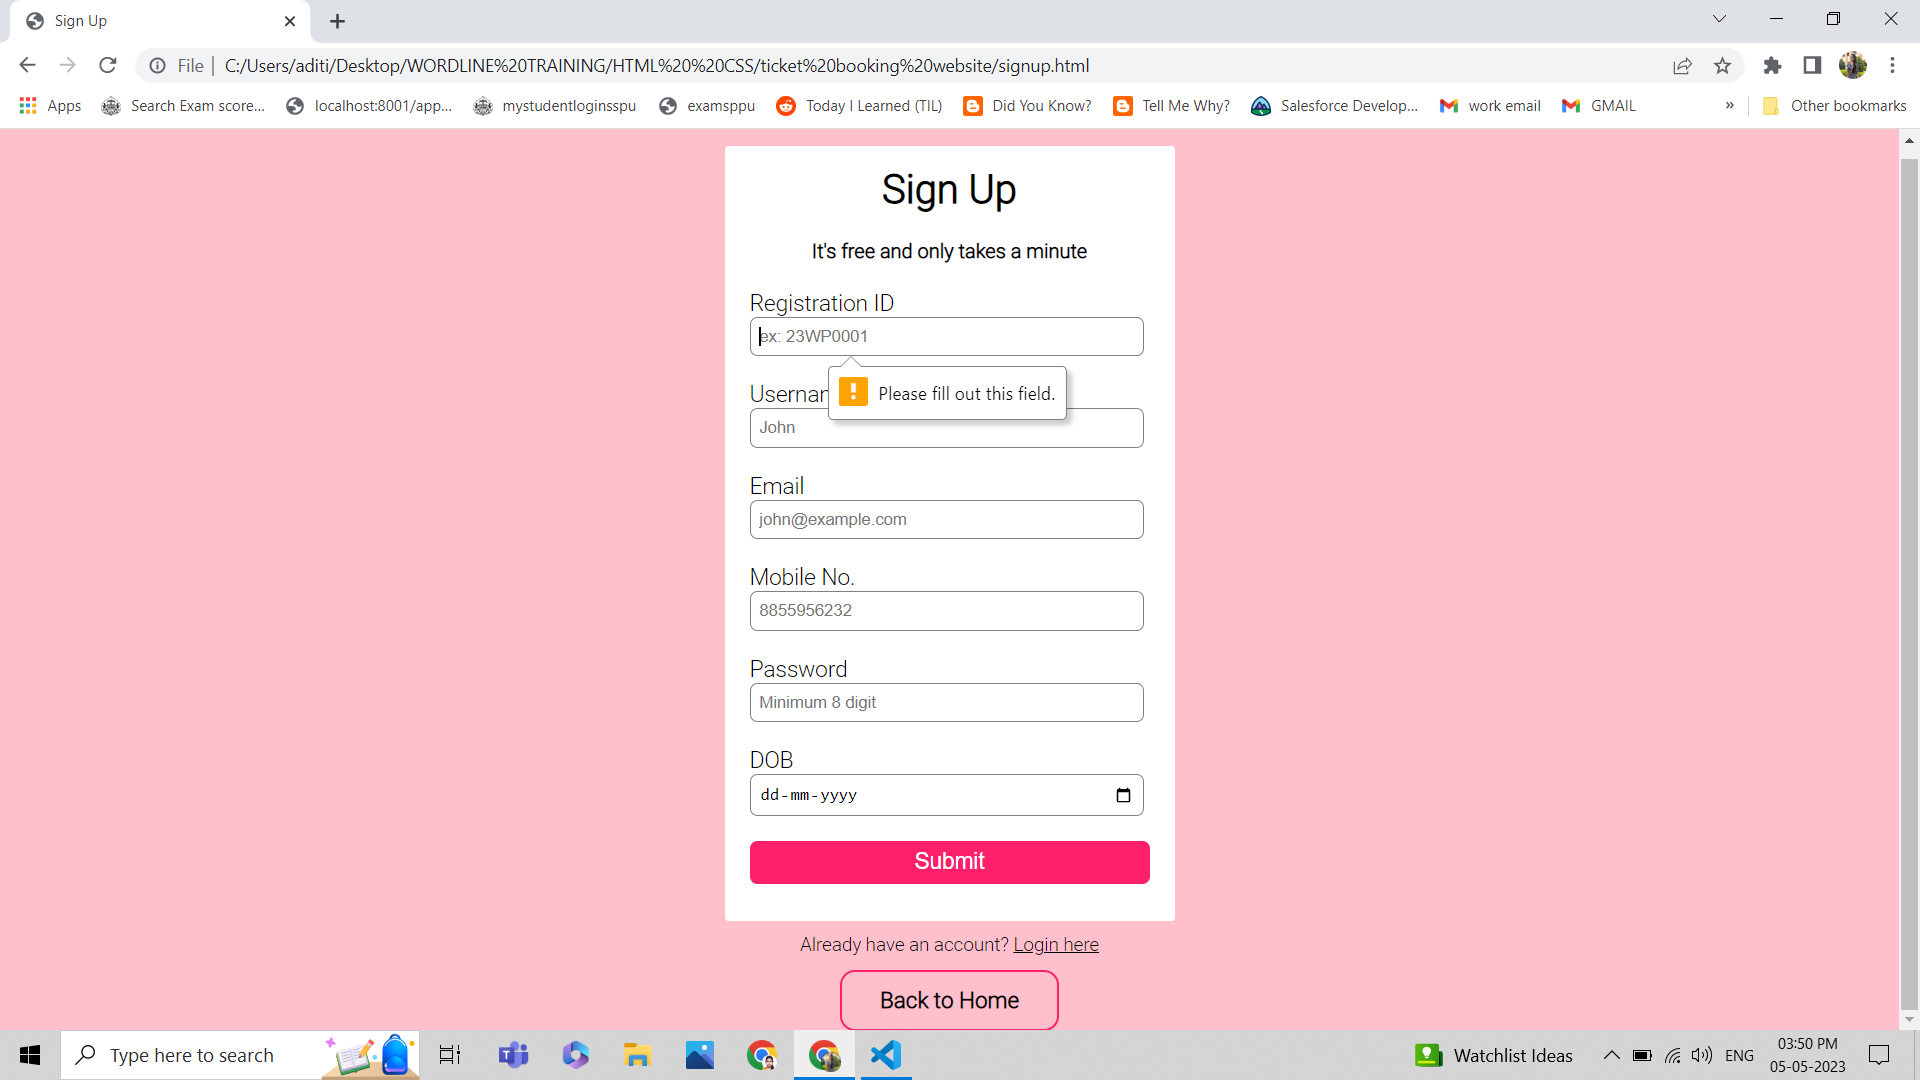 Sign Up
File | C:/Users/aditi/Desktop/WORDLINE%20TRAINING/HTML%20%20CSS/ticket%20booking%20website/signup.html
Apps Search Exam score... localhost:8001/app... mystudentloginsspu examsppu Today I Learned (TIL) Did You Know? Tell Me Why? Salesforce Develop... work email GMAIL » Other bookmarks
Sign Up
It's free and only takes a minute
Registration ID
ex: 23WP0001
Please fill out this field.
Usernam
John
Email
john@example.com
Mobile No.
8855956232
Password
Minimum 8 digit
DOB
dd-mm-yyyy
Submit
Already have an account? Login here
Back to Home
Type here to search
Watchlist Ideas
ENG
03:50 PM
05-05-2023